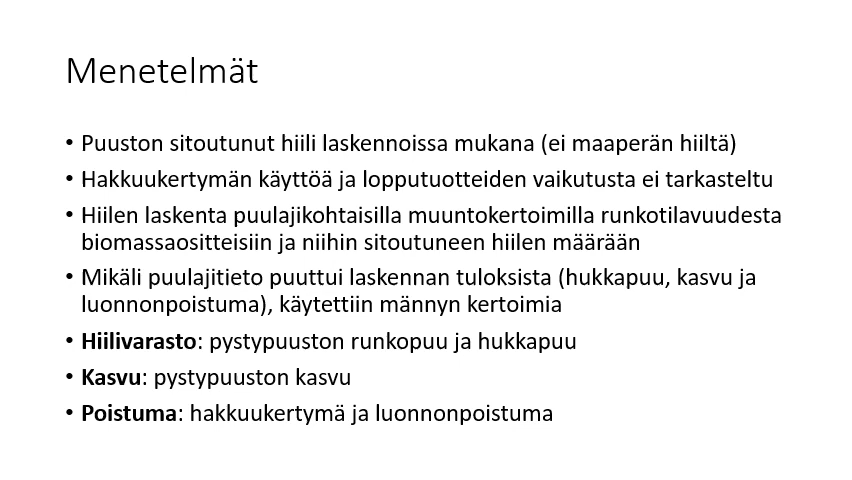 Menetelmät
• Puuston sitoutunut hiili laskennoissa mukana (ei maaperän hiiltä)
• Hakkuukertymän käyttöä ja lopputuotteiden vaikutusta ei tarkasteltu
• Hiilen laskenta puulajikohtaisilla muuntokertoimilla runkotilavuudesta
biomassaositteisiin ja niihin sitoutuneen hiilen määrään
• Mikäli puulajitieto puuttui laskennan tuloksista (hukkapuu, kasvu ja
luonnonpoistuma), käytettiin männyn kertoimia
• Hiilivarasto: pystypuuston runkopuu ja hukkapuu
• Kasvu: pystypuuston kasvu
• Poistuma: hakkuukertymä ja luonnonpoistuma